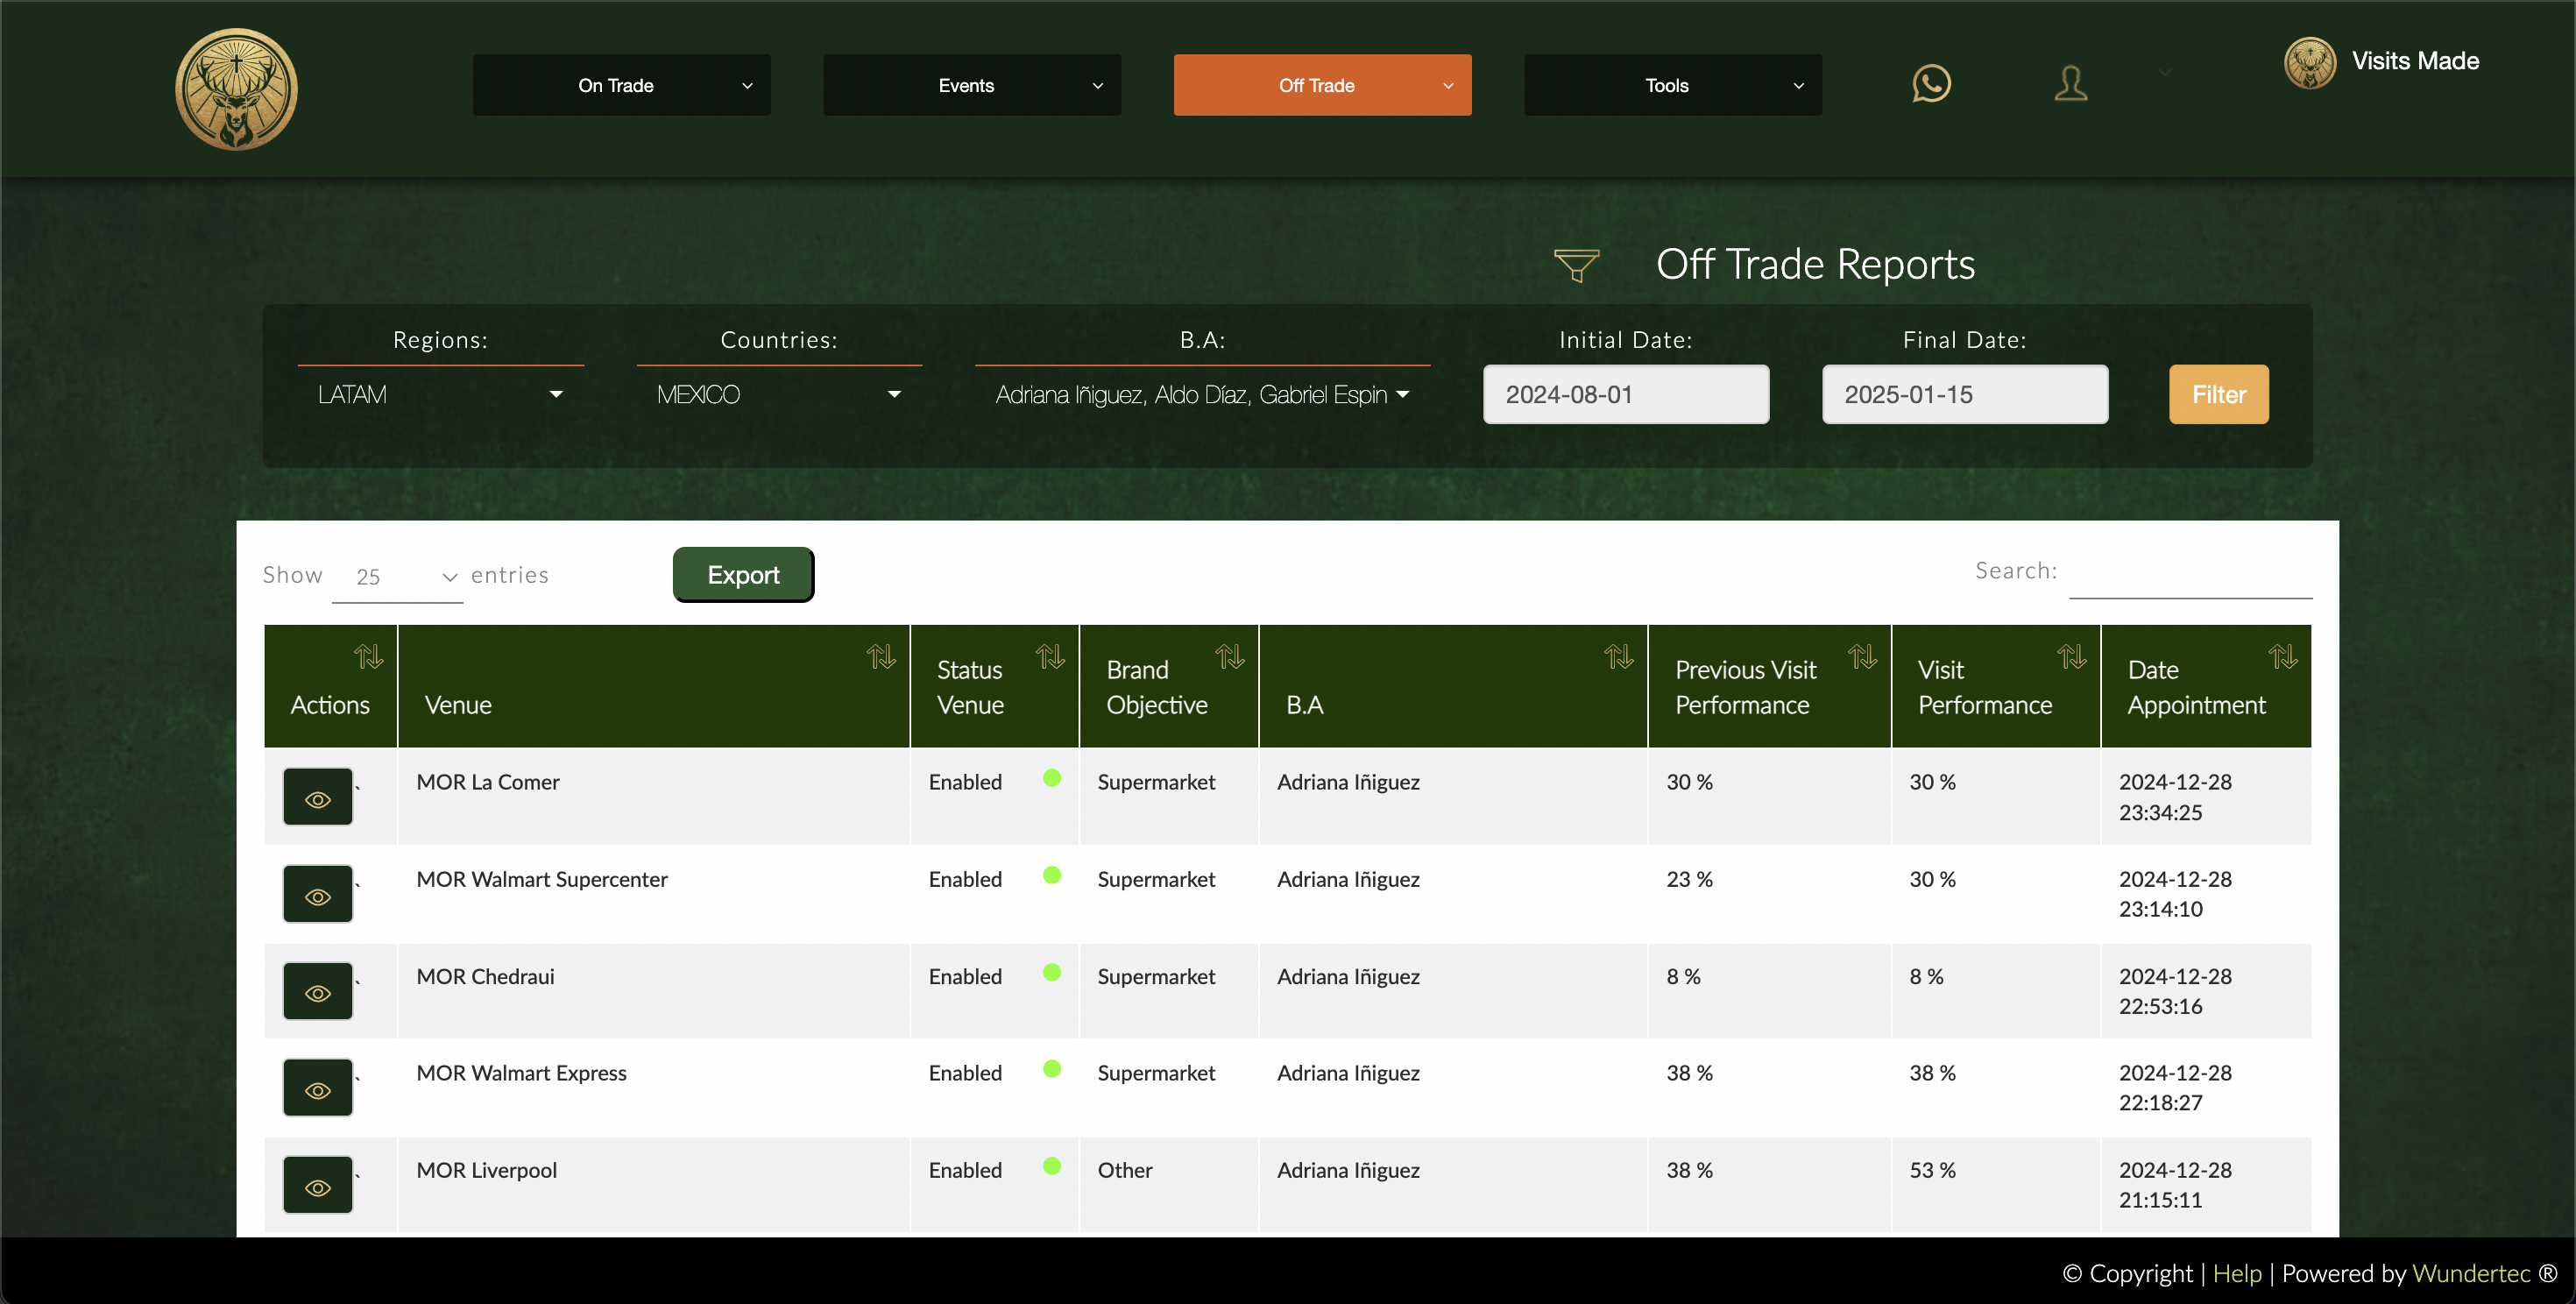 On Trade
Events
Off Trade
Tools
Visits Made
Off Trade Reports
Regions:
Countries:
B.A:
Initial Date:
Final Date:
LATAM
MEXICO
Adriana Iñiguez, Aldo Díaz, Gabriel Espin
2024-08-01
2025-01-15
Filter
Show 25 entries
Export
Search:
Actions
Venue
Status Venue
Brand Objective
B.A
Previous Visit Performance
Visit Performance
Date Appointment
MOR La Comer Enabled Supermarket Adriana Iñiguez 30 % 30 % 2024-12-28
23:34:25
MOR Walmart Supercenter Enabled Supermarket Adriana Iñiguez 23 % 30 % 2024-12-28
23:14:10
MOR Chedraui Enabled Supermarket Adriana Iñiguez 8 % 8 % 2024-12-28
22:53:16
MOR Walmart Express Enabled Supermarket Adriana Iñiguez 38 % 38 % 2024-12-28
22:18:27
MOR Liverpool Enabled Other Adriana Iñiguez 38 % 53 % 2024-12-28
21:15:11
© Copyright | Help | Powered by Wundertec ®